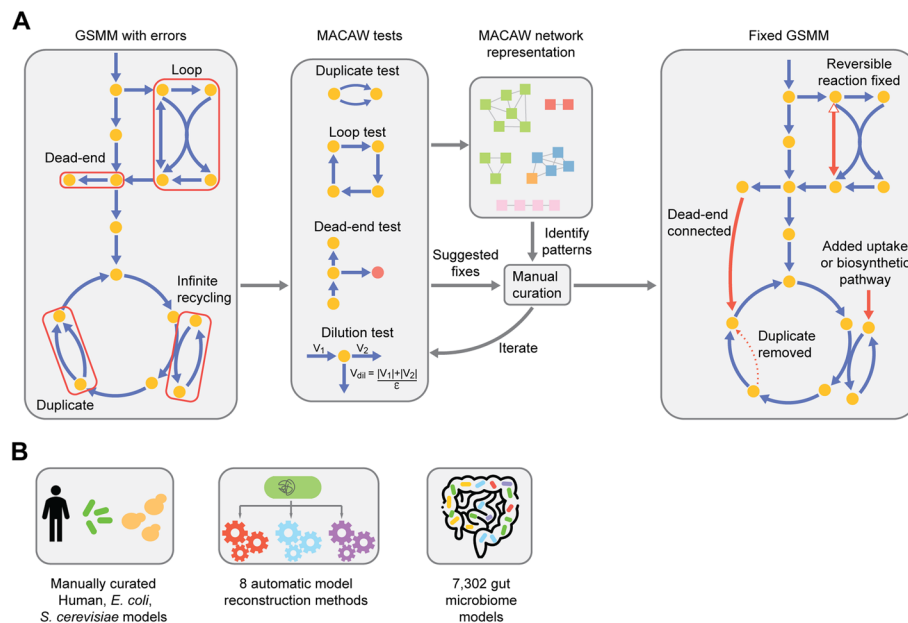 A
GSMM with errors
Loop
Dead-end
Infinite
recycling
Duplicate
MACAW tests
Duplicate test
Loop test
Dead-end test
Dilution test
V1
V2
Vdil = |V1|+|V2|
ε
MACAW network
representation
Identify
patterns
Suggested
fixes
Manual
curation
Iterate
Fixed GSMM
Reversible
reaction fixed
Dead-end
connected
Added uptake
or biosynthetic
pathway
Duplicate
removed
B
Manually curated
Human, E. coli,
S. cerevisiae models
8 automatic model
reconstruction methods
7,302 gut
microbiome
models